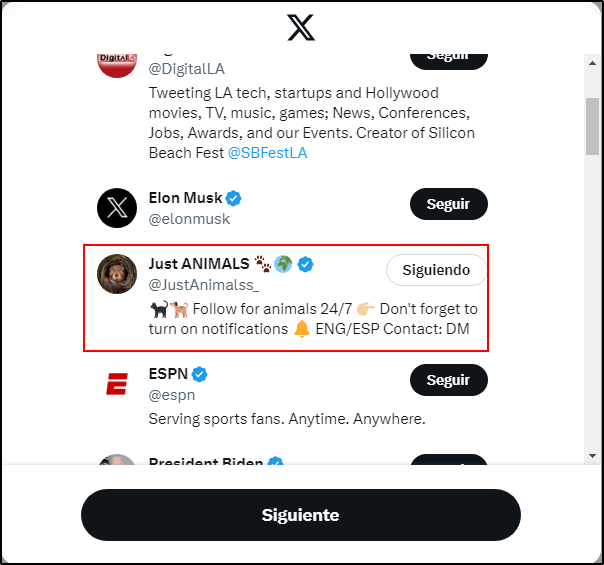 DigitalLA
Seguir
@DigitalLA
Tweeting LA tech, startups and Hollywood
movies, TV, music, games; News, Conferences,
Jobs, Awards, and our Events. Creator of Silicon
Beach Fest @SBFestLA
Elon Musk
Seguir
@elonmusk
Just ANIMALS 🐾🌍
Siguiendo
@JustAnimalss_
🐈‍⬛🐕 Follow for animals 24/7 👉🏼 Don't forget to
turn on notifications 🔔 ENG/ESP Contact: DM
ESPN
Seguir
@espn
Serving sports fans. Anytime. Anywhere.
President Biden
Siguiente